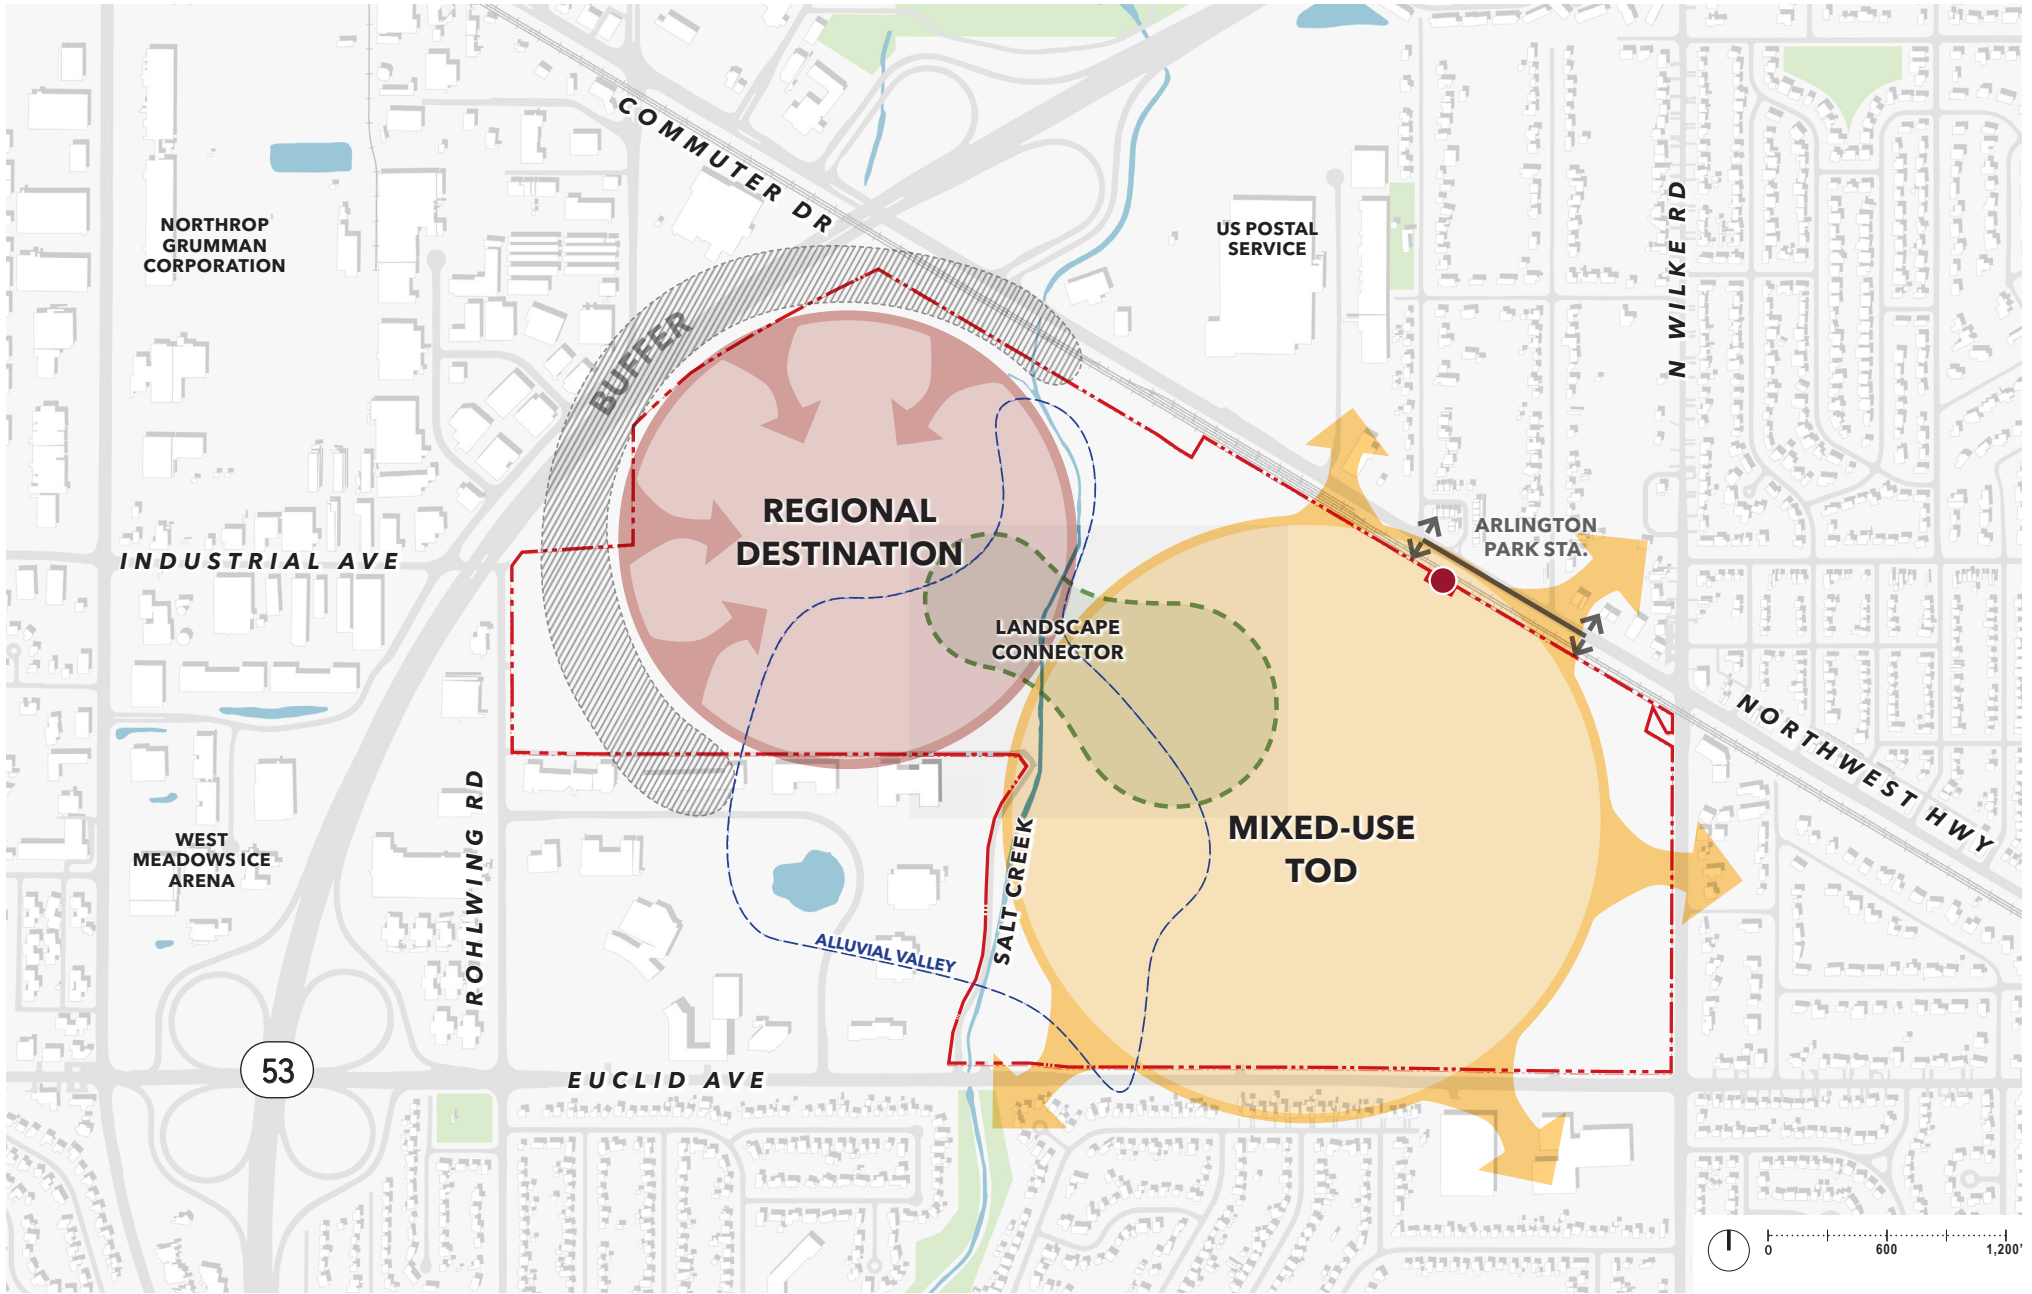 COMMUTER DR
NORTHROP
GRUMMAN
CORPORATION
US POSTAL
SERVICE
N WILKE RD
BUFFER
REGIONAL
DESTINATION
ARLINGTON
PARK STA.
INDUSTRIAL AVE
LANDSCAPE
CONNECTOR
NORTHWEST HWY
MIXED-USE
TOD
WEST
MEADOWS ICE
ARENA
ROHLWING RD
SALT CREEK
ALLUVIAL VALLEY
53
EUCLID AVE
0 600 1,200'